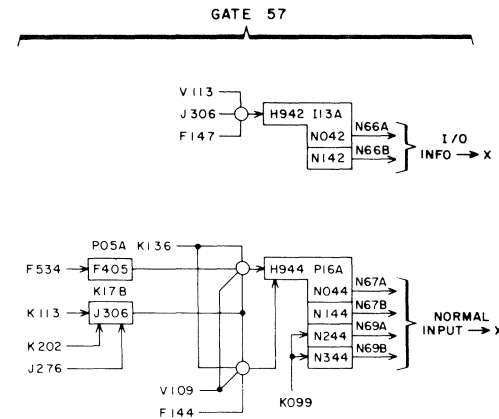 GATE 57
V113
J306
F147
H942 I13A
N042
N142
N66A
N66B
I/O
INFO → X
P05A K136
F534
F405
K17B
K113
J306
K202
J276
V109
F144
H944 P16A
N044
N144
N244
N344
N67A
N67B
N69A
N69B
K099
NORMAL
INPUT → X